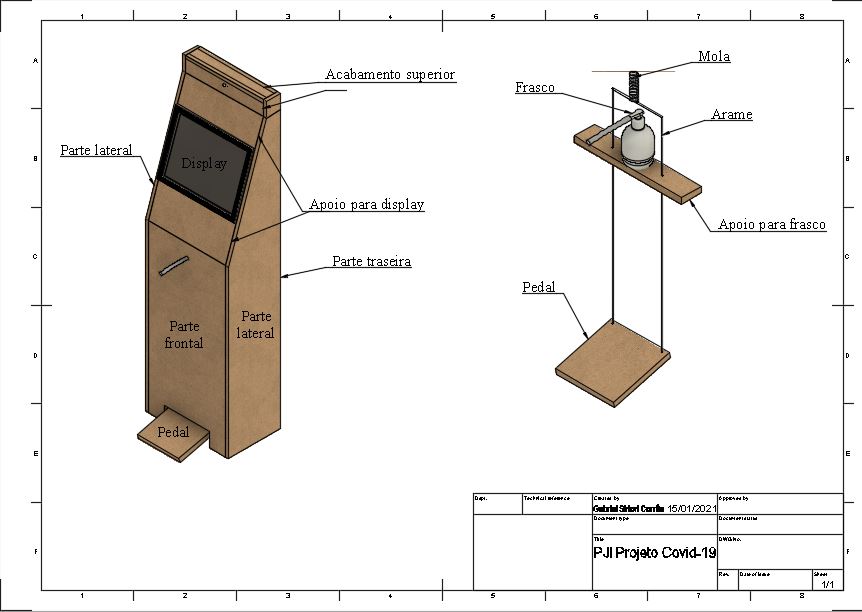 1 2 3 4 5 6 7 8
A
B
C
D
E
F
A
B
C
D
E
F
Acabamento superior
Parte lateral
Display
Apoio para display
Parte traseira
Parte
frontal
Parte
lateral
Pedal
Mola
Frasco
Arame
Apoio para frasco
Pedal
Dept.
Technical reference
Created by
15/01/2021
Approved by
Document type
Document status
Title
PJI Projeto Covid-19
DWG No.
Rev.
Date of issue
Sheet
1/1
1 2 3 4 5 6 7 8